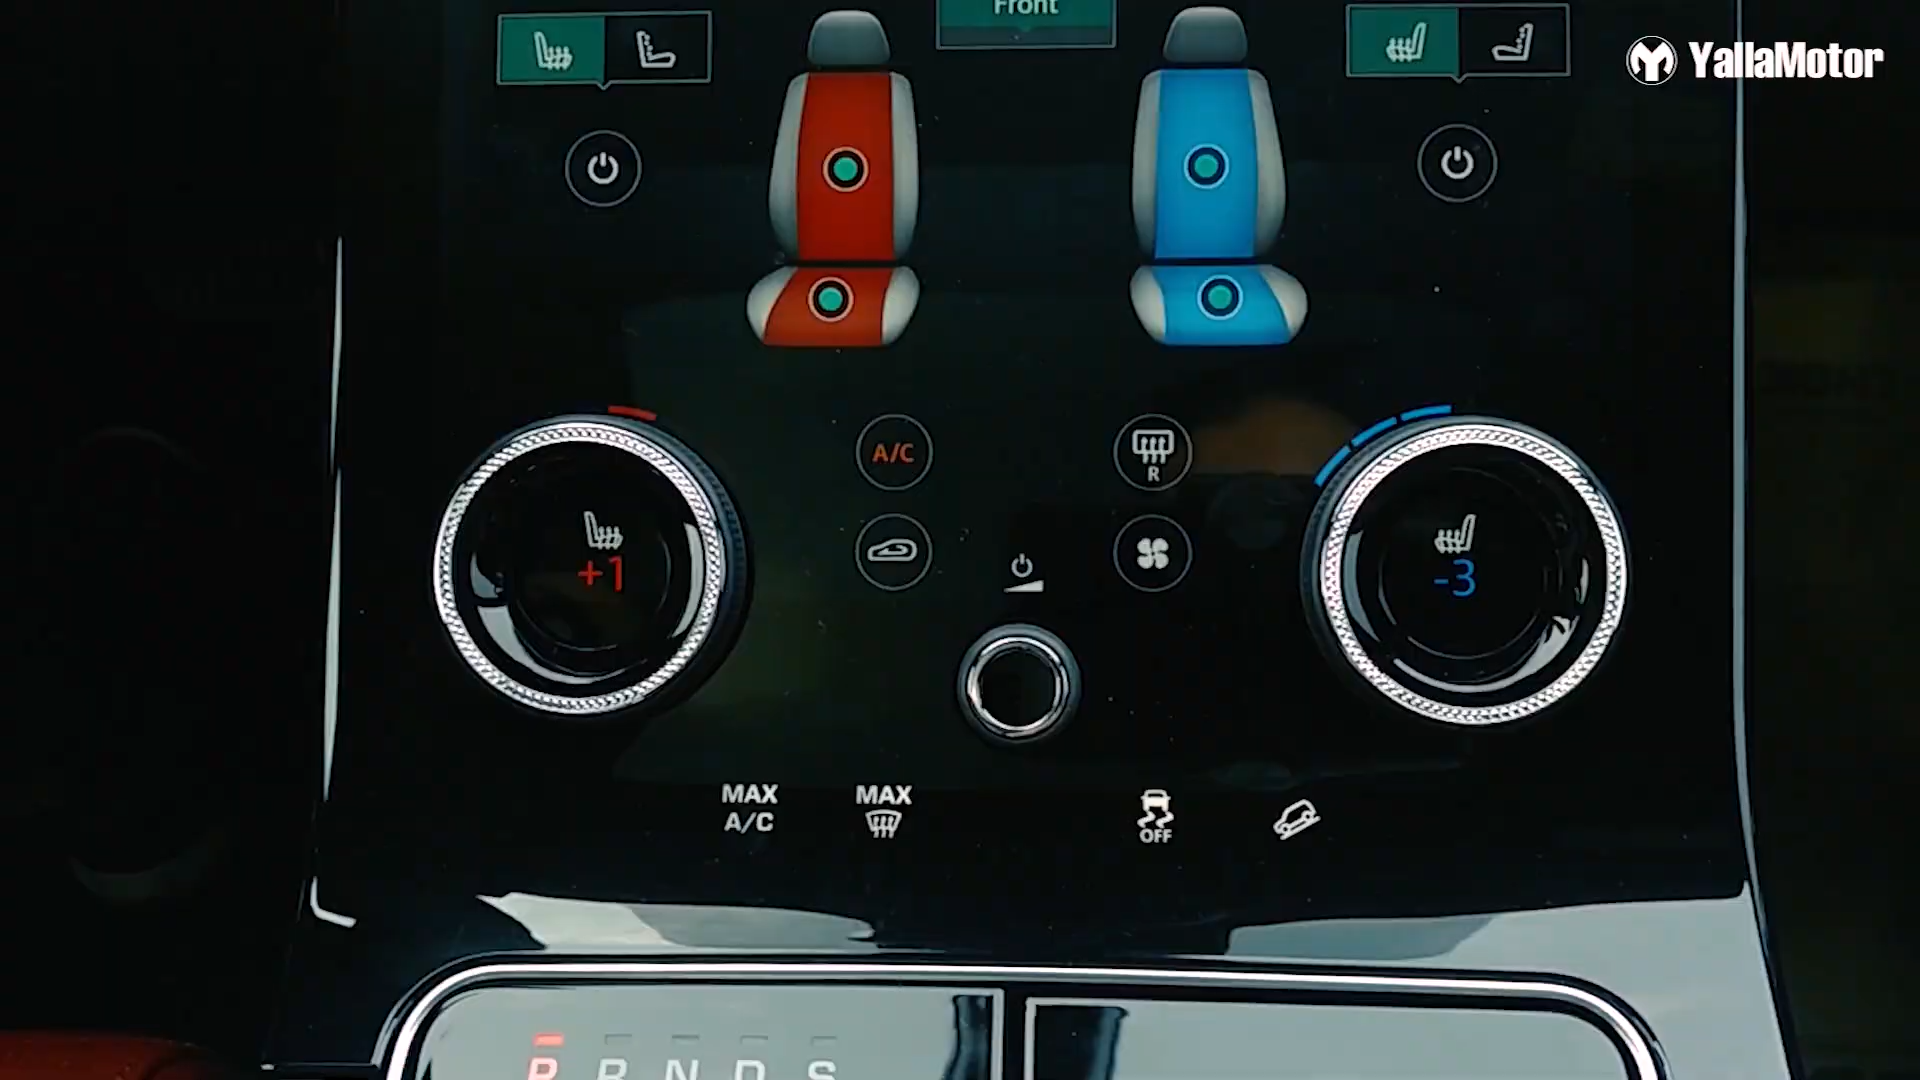 Front
YallaMotor
A/C
R
+1
-3
MAX
A/C
MAX
OFF
P R N D S